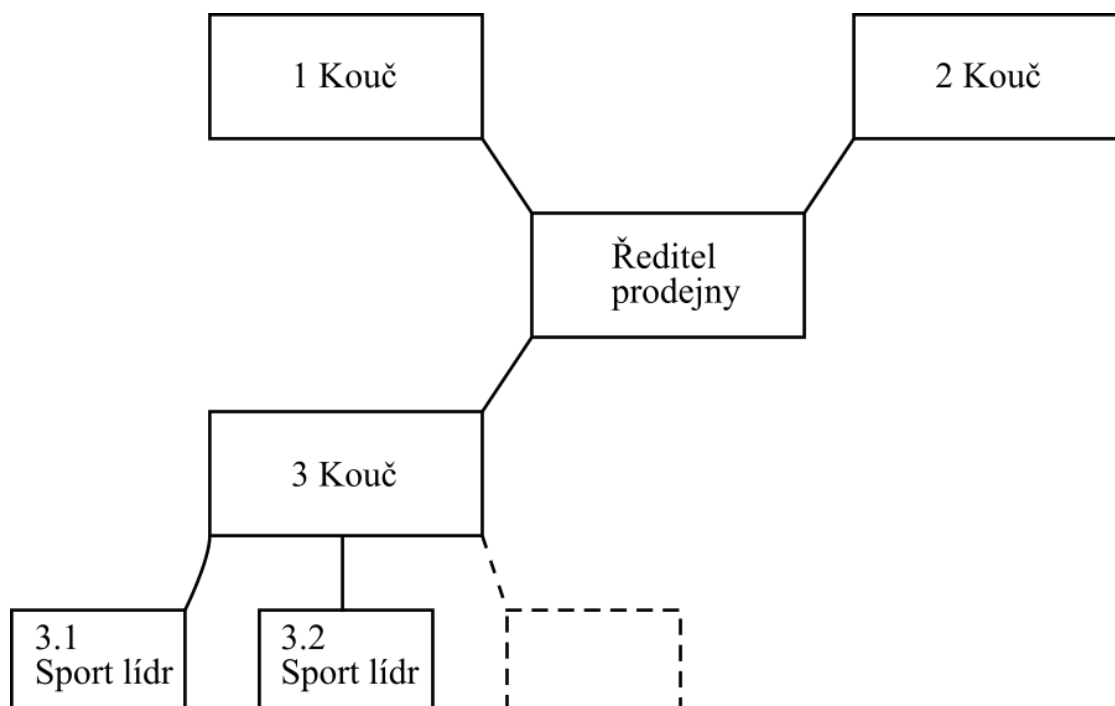 1 Kouč
2 Kouč
Ředitel
prodejny
3 Kouč
3.1
Sport lídr
3.2
Sport lídr